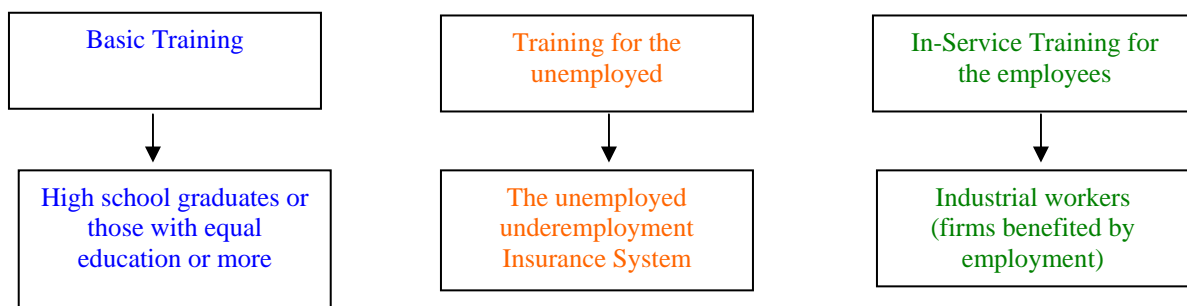 Basic Training
Training for the
unemployed
In-Service Training for
the employees
High school graduates or
those with equal
education or more
The unemployed
underemployment
Insurance System
Industrial workers
(firms benefited by
employment)